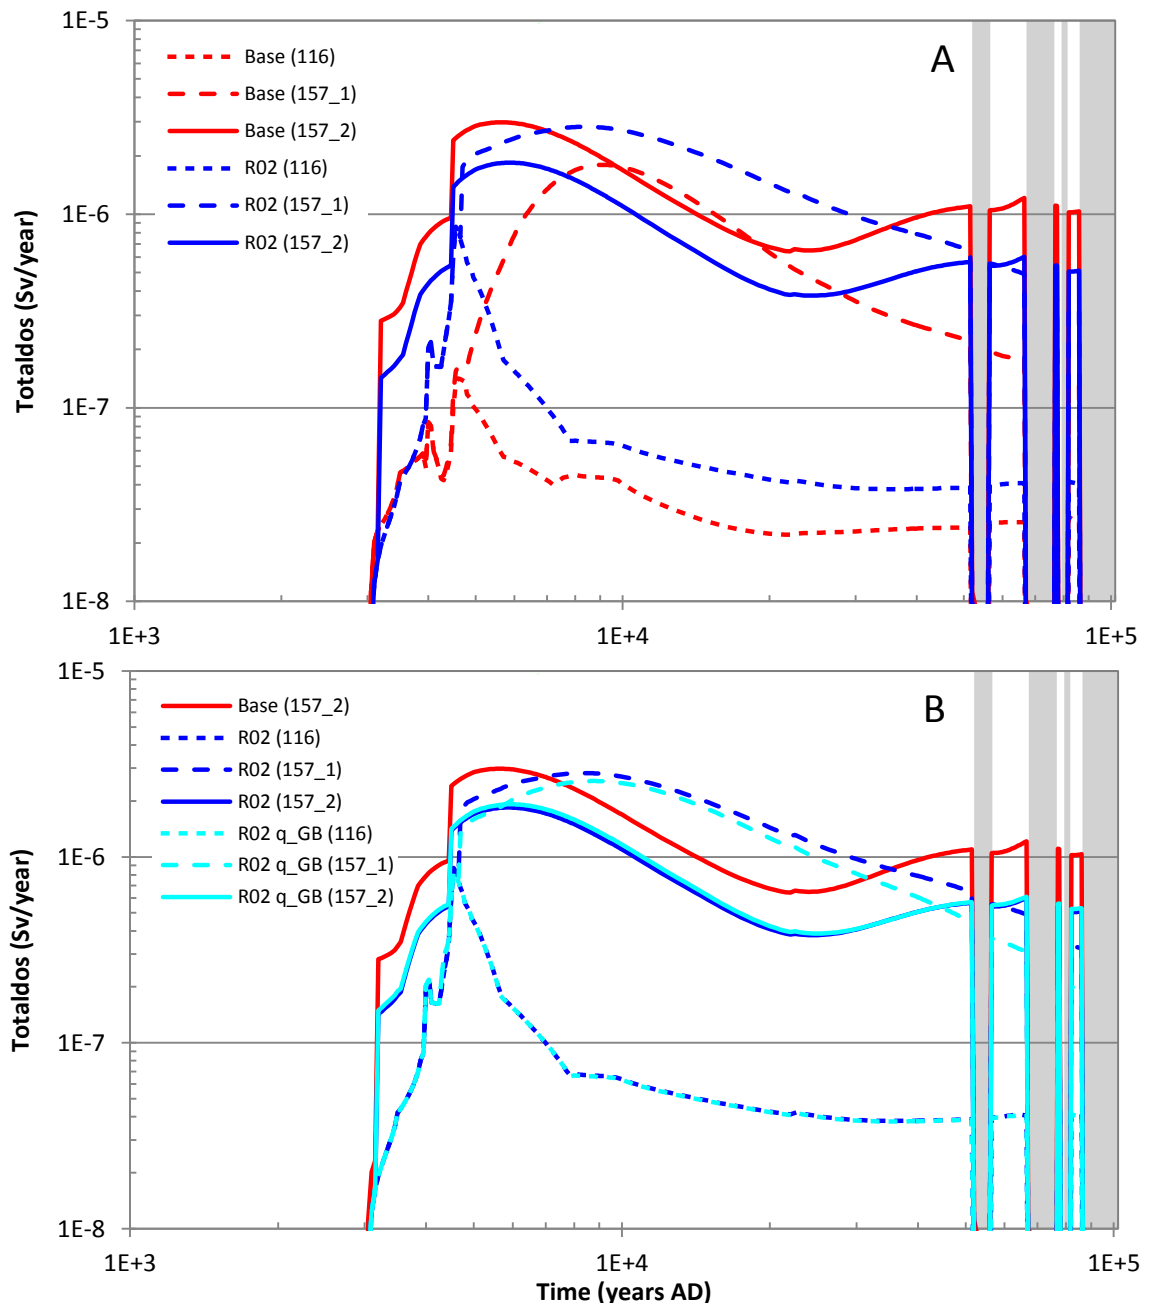 1E-5
A
Base (116)
Base (157_1)
Base (157_2)
R02 (116)
R02 (157_1)
R02 (157_2)
1E-6
1E-7
1E-8
Totaldos (Sv/year)
1E+3
1E+4
1E+5
1E-5
B
Base (157_2)
R02 (116)
R02 (157_1)
R02 (157_2)
R02 q_GB (116)
R02 q_GB (157_1)
R02 q_GB (157_2)
1E-6
1E-7
1E-8
Totaldos (Sv/year)
1E+3
1E+4
1E+5
Time (years AD)